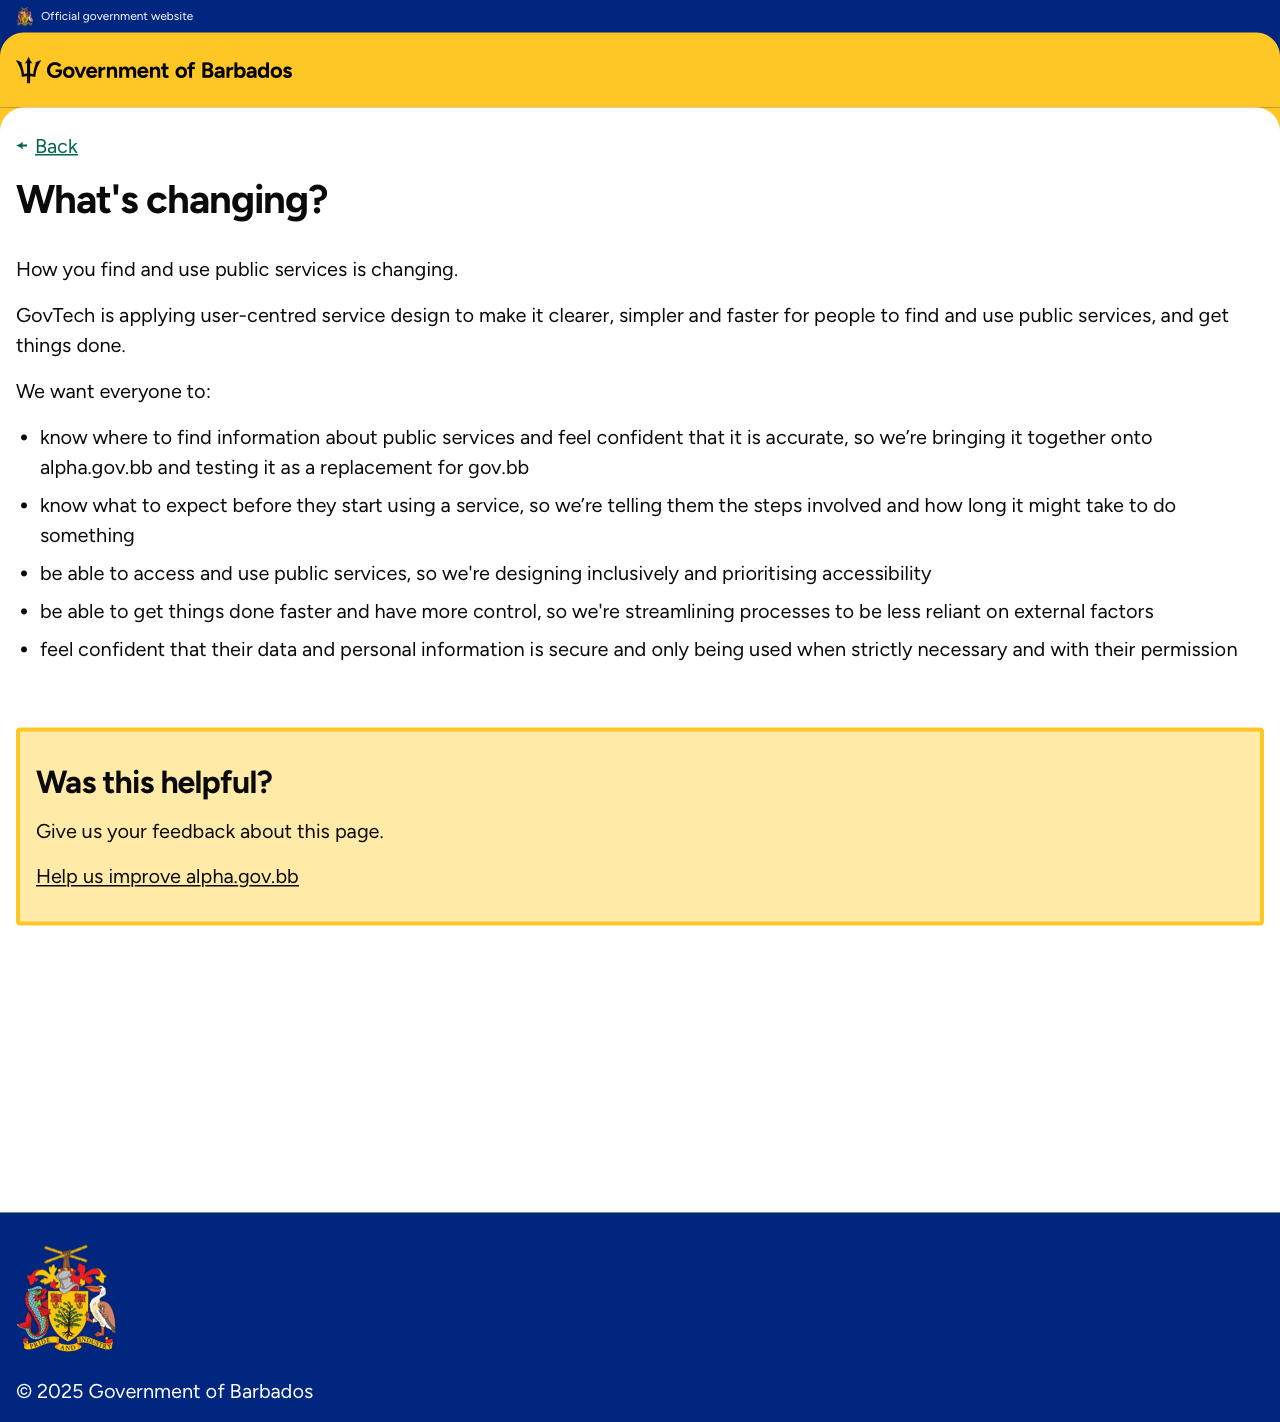 Official government website
Government of Barbados
Back
What's changing?
How you find and use public services is changing.
GovTech is applying user-centred service design to make it clearer, simpler and faster for people to find and use public services, and get
things done.
We want everyone to:
• know where to find information about public services and feel confident that it is accurate, so we’re bringing it together onto
alpha.gov.bb and testing it as a replacement for gov.bb
• know what to expect before they start using a service, so we’re telling them the steps involved and how long it might take to do
something
• be able to access and use public services, so we're designing inclusively and prioritising accessibility
• be able to get things done faster and have more control, so we're streamlining processes to be less reliant on external factors
• feel confident that their data and personal information is secure and only being used when strictly necessary and with their permission
Was this helpful?
Give us your feedback about this page.
Help us improve alpha.gov.bb
PRIDE AND INDUSTRY
© 2025 Government of Barbados